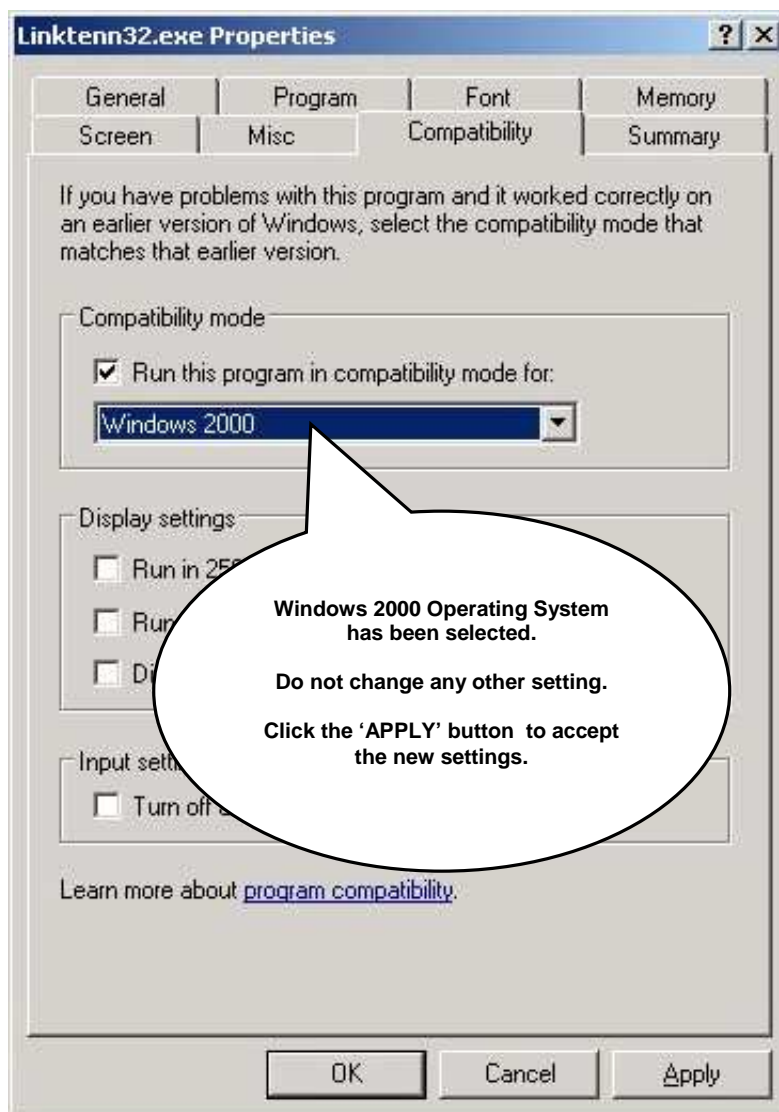 Linktenn32.exe Properties
General Program Font Memory
Screen Misc Compatibility Summary
If you have problems with this program and it worked correctly on
an earlier version of Windows, select the compatibility mode that
matches that earlier version.
Compatibility mode
Run this program in compatibility mode for:
Windows 2000
Display settings
Run in
Windows 2000 Operating System
has been selected.
Do not change any other setting.
Click the ‘APPLY’ button to accept
the new settings.
Input
Turn off
Learn more about program compatibility.
OK Cancel Apply